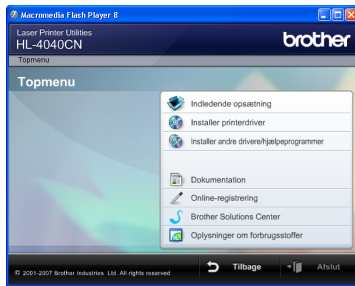 Macromedia Flash Player 8
Laser Printer Utilities
HL-4040CN
brother
Topmenu
Topmenu
Indledende opsætning
Installer printerdriver
Installer andre drivere/hjælpeprogrammer
Dokumentation
Online-registrering
Brother Solutions Center
Oplysninger om forbrugsstoffer
© 2001-2007 Brother Industries Ltd. All rights reserved
Tilbage
Afslut